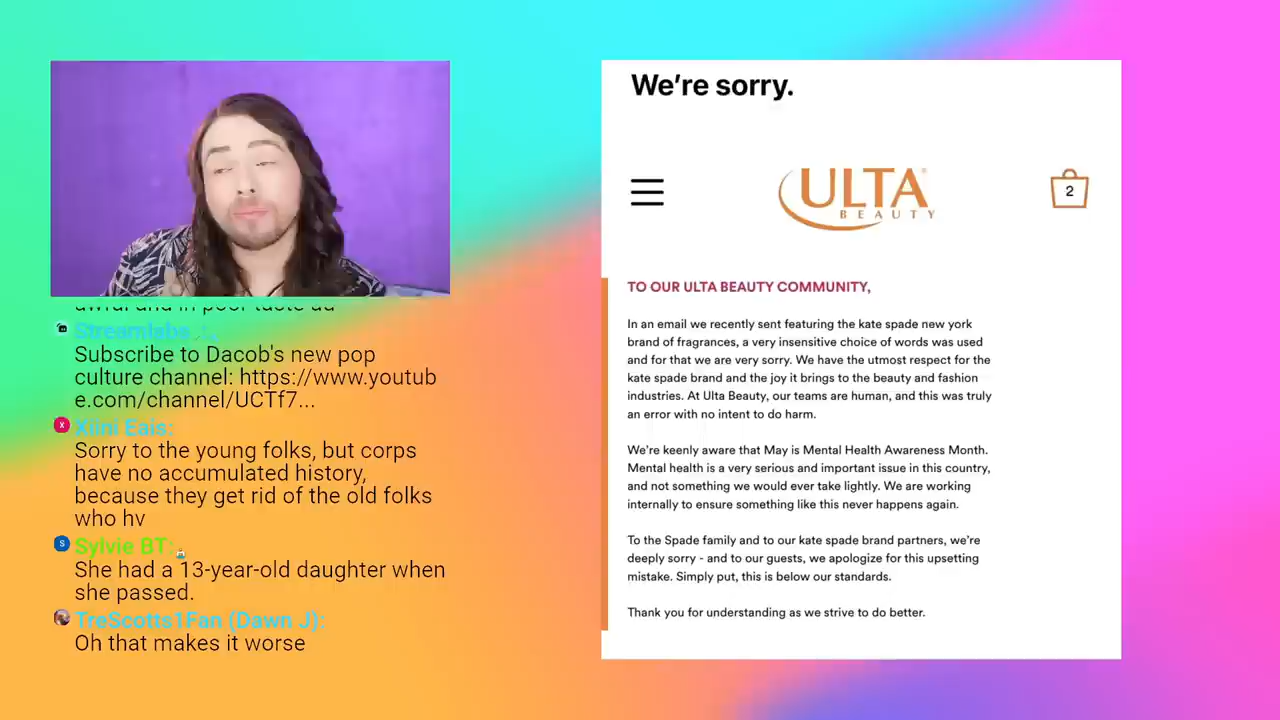 Subscribe to Dacob's new pop
culture channel: https://www.youtub
e.com/channel/UCTf7...
Xiini Eais:
Sorry to the young folks, but corps
have no accumulated history,
because they get rid of the old folks
who hv
Sylvie BT:
She had a 13-year-old daughter when
she passed.
TreScotts1Fan (Dawn J):
Oh that makes it worse
We're sorry.
ULTA
BEAUTY
2
TO OUR ULTA BEAUTY COMMUNITY,
In an email we recently sent featuring the kate spade new york
brand of fragrances, a very insensitive choice of words was used
and for that we are very sorry. We have the utmost respect for the
kate spade brand and the joy it brings to the beauty and fashion
industries. At Ulta Beauty, our teams are human, and this was truly
an error with no intent to do harm.
We're keenly aware that May is Mental Health Awareness Month.
Mental health is a very serious and important issue in this country,
and not something we would ever take lightly. We are working
internally to ensure something like this never happens again.
To the Spade family and to our kate spade brand partners, we're
deeply sorry - and to our guests, we apologize for this upsetting
mistake. Simply put, this is below our standards.
Thank you for understanding as we strive to do better.